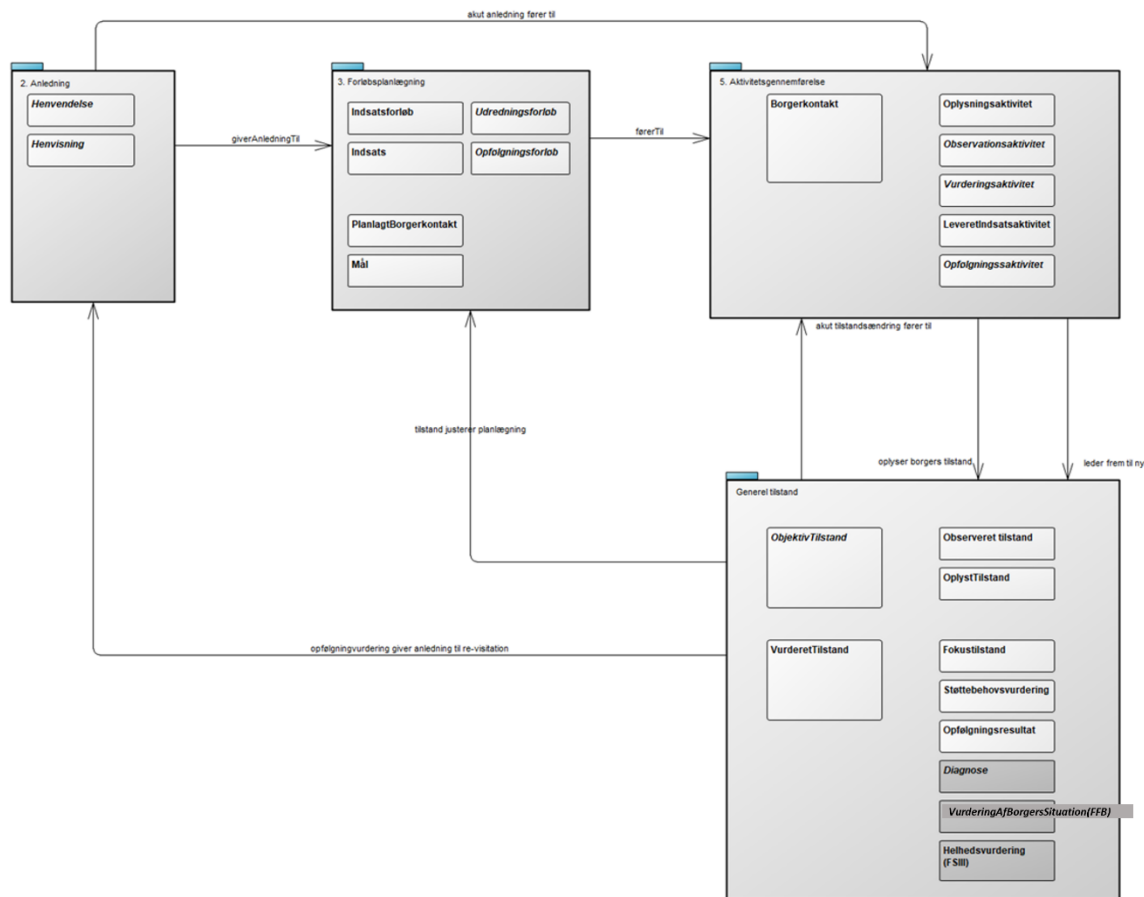 akut anledning fører til
2. Anledning
Henvendelse
Henvisning
giverAnledningTil
3. Forløbsplanlægning
Indsatsforløb
Udredningsforløb
Indsats
Opfølgningsforløb
PlanlagtBorgerkontakt
Mål
førerTil
5. Aktivitetsgennemførelse
Borgerkontakt
Oplysningsaktivitet
Observationsaktivitet
Vurderingsaktivitet
LeveretIndsatsaktivitet
Opfølgningssaktivitet
akut tilstandsændring fører til
tilstand justerer planlægning
oplyser borgers tilstand
leder frem til ny
Generel tilstand
ObjektivTilstand
Observeret tilstand
OplystTilstand
opfølgningvurdering giver anledning til re-visitation
VurderetTilstand
Fokustilstand
Støttebehovsvurdering
Opfølgningsresultat
Diagnose
VurderingAfBorgersSituation(FFB)
Helhedsvurdering
(FSIII)